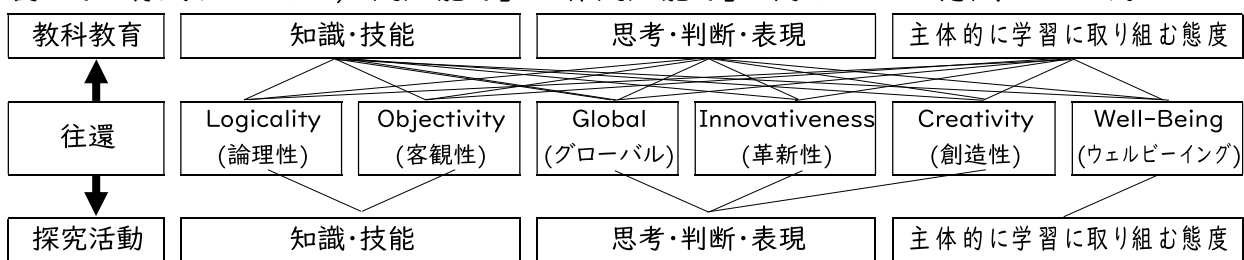 教科教育 知識・技能 思考・判断・表現 主体的に学習に取り組む態度
往還
Logicality Objectivity Global Innovativeness Creativity Well-Being
(論理性) (客観性) (グローバル) (革新性) (創造性) (ウェルビーイング)
探究活動 知識・技能 思考・判断・表現 主体的に学習に取り組む態度